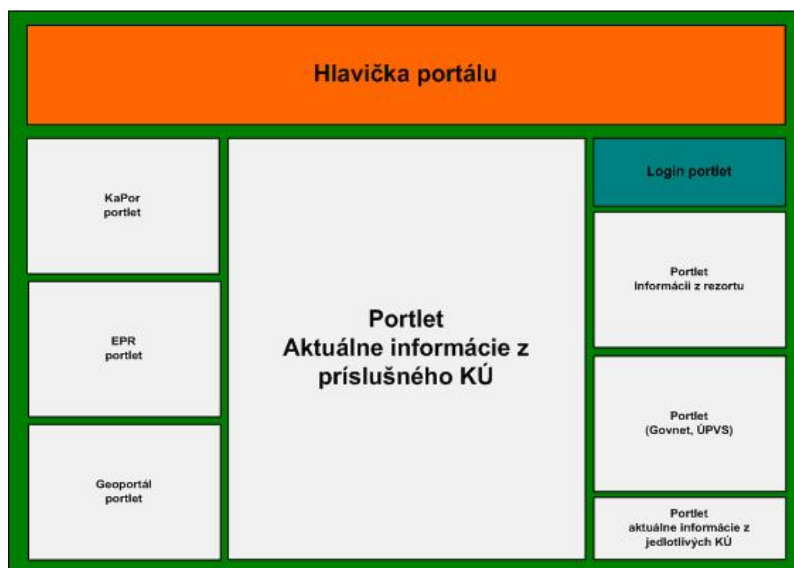 Hlavička portálu
KaPor
portlet
EPR
portlet
Geoportál
portlet
Portlet
Aktuálne informácie z
príslušného KÚ
Login portlet
Portlet
Informácií z rezortu
Portlet
(Govnet, ÚPVS)
Portlet
aktuálne informácie z
jedlotlivých KÚ